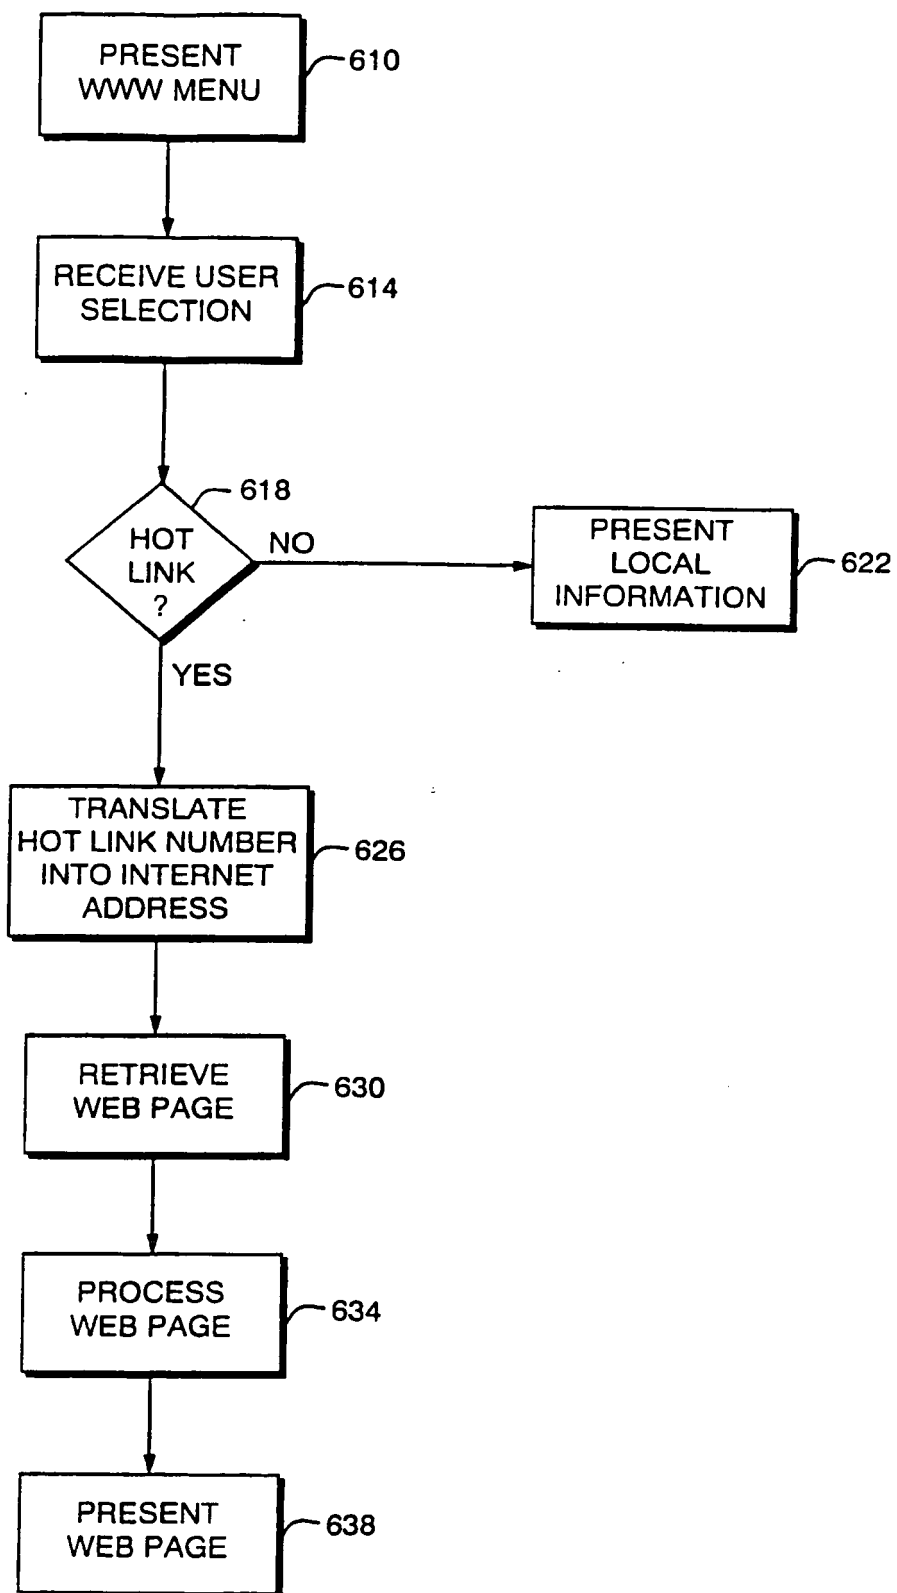 PRESENT
WWW MENU
610
RECEIVE USER
SELECTION
614
618
HOT
LINK
?
NO
PRESENT
LOCAL
INFORMATION
622
YES
TRANSLATE
HOT LINK NUMBER
INTO INTERNET
ADDRESS
626
RETRIEVE
WEB PAGE
630
PROCESS
WEB PAGE
634
PRESENT
WEB PAGE
638